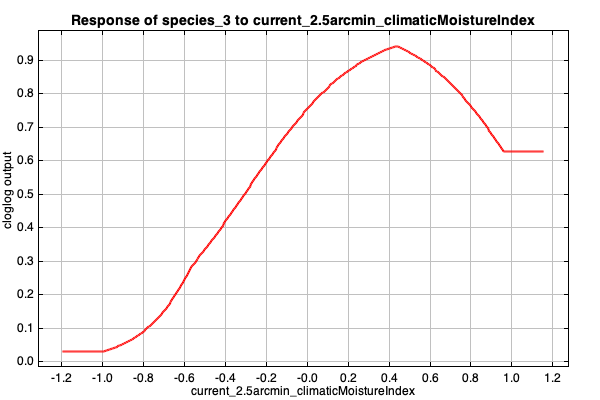 Response of species_3 to current_2.5arcmin_climaticMoistureIndex
cloglog output
0.9
0.8
0.7
0.6
0.5
0.4
0.3
0.2
0.1
0.0
-1.2 -1.0 -0.8 -0.6 -0.4 -0.2 -0.0 0.2 0.4 0.6 0.8 1.0 1.2
current_2.5arcmin_climaticMoistureIndex